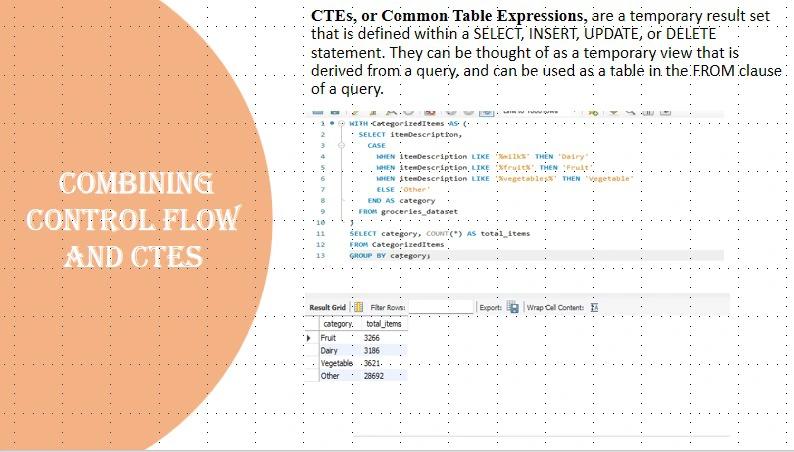 CTEs, or Common Table Expressions, are a temporary result set
that is defined within a SELECT, INSERT, UPDATE, or DELETE
statement. They can be thought of as a temporary view that is
derived from a query, and can be used as a table in the FROM clause
of a query.
COMBINING
CONTROL FLOW
AND CTES
1 WITH CategorizedItems AS (
2 SELECT itemDescription,
3 CASE
4 WHEN itemDescription LIKE '%milk%' THEN 'Dairy'
5 WHEN itemDescription LIKE '%fruit%' THEN 'Fruit'
6 WHEN itemDescription LIKE '%vegetables%' THEN 'Vegetable'
7 ELSE 'Other'
8 END AS category
9 FROM groceries_dataset
10 )
11 SELECT category, COUNT(*) AS total_items
12 FROM CategorizedItems
13 GROUP BY category;
Result Grid Filter Rows: Export: Wrap Cell Content:
category total_items
Fruit 3266
Dairy 3186
Vegetable 3621
Other 28692